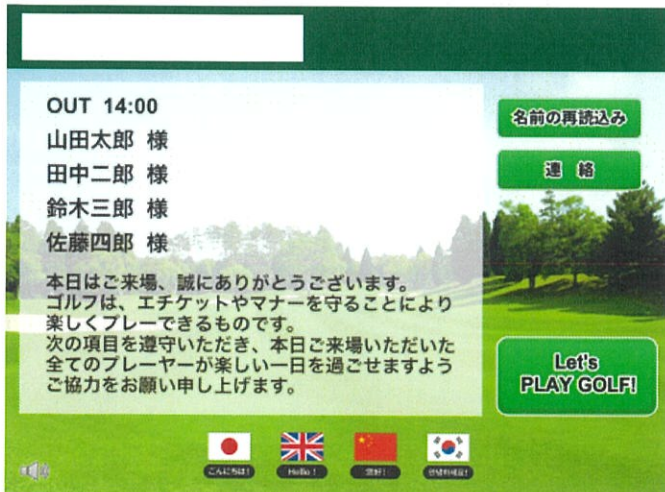 OUT 14:00
山田太郎 様
田中二郎 様
鈴木三郎 様
佐藤四郎 様
本日はご来場、誠にありがとうございます。
ゴルフは、エチケットやマナーを守ることにより
楽しくプレーできるものです。
次の項目を遵守いただき、本日ご来場いただいた
全てのプレーヤーが楽しい一日を過ごせますよう
ご協力をお願い申し上げます。
名前の再読込み
連 絡
Let's
PLAY GOLF!
こんにちは!
Hello !
您好!
안녕하세요!